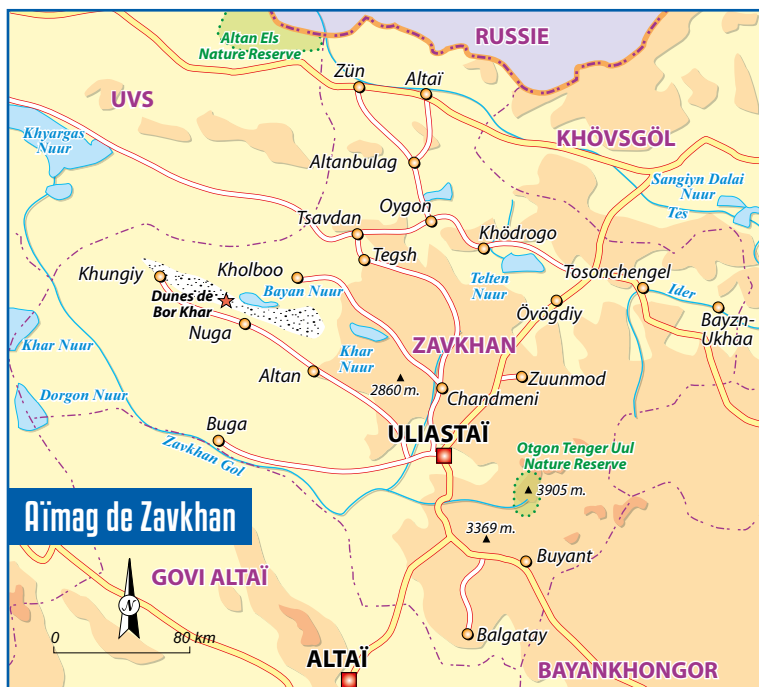 Altan Els
Nature Reserve
RUSSIE
Zün
Altaï
UVS
Khyargas
Nuur
KHÖVSGÖL
Altanbulag
Sangiyn Dalai
Nuur
Tes
Oygon
Tsavdan
Khödrogo
Tegsh
Khungiy
Kholboo
Telten
Nuur
Tosonchengel
Bayan Nuur
Ider
Dunes de
Bor Khar
Övögdiy
Bayzn-
Ukhaa
Nuga
Khar Nuur
Khar
Nuur
ZAVKHAN
Altan
2860 m.
Zuunmod
Chandmeni
Dorgon Nuur
Buga
ULIASTAÏ
Zavkhan Gol
Otgon Tenger Uul
Nature Reserve
3905 m.
Aïmag de Zavkhan
3369 m.
Buyant
GOVI ALTAÏ
N
0 80 km
Balgatay
ALTAÏ
BAYANKHONGOR